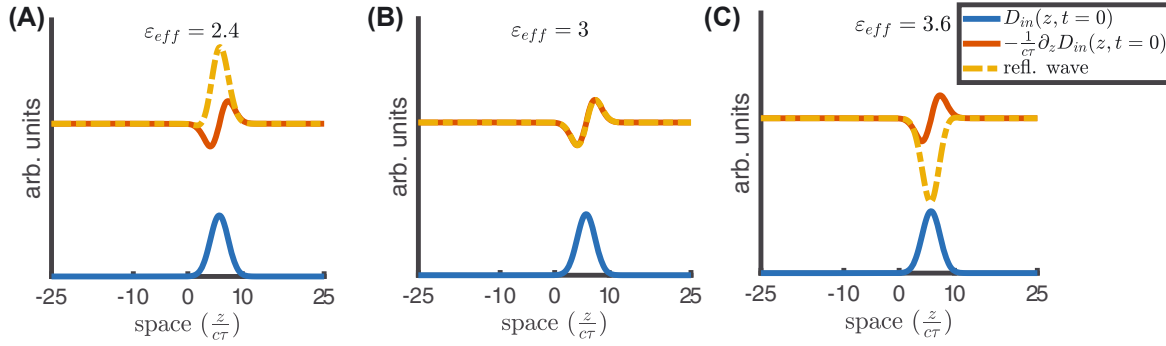 (A)
ε_eff = 2.4
arb. units
-25 -10 0 10 25
space (z/cτ)
(B)
ε_eff = 3
arb. units
-25 -10 0 10 25
space (z/cτ)
(C)
ε_eff = 3.6
arb. units
-25 -10 0 10 25
space (z/cτ)
D_in(z, t = 0)
-1/cτ ∂_z D_in(z, t = 0)
refl. wave